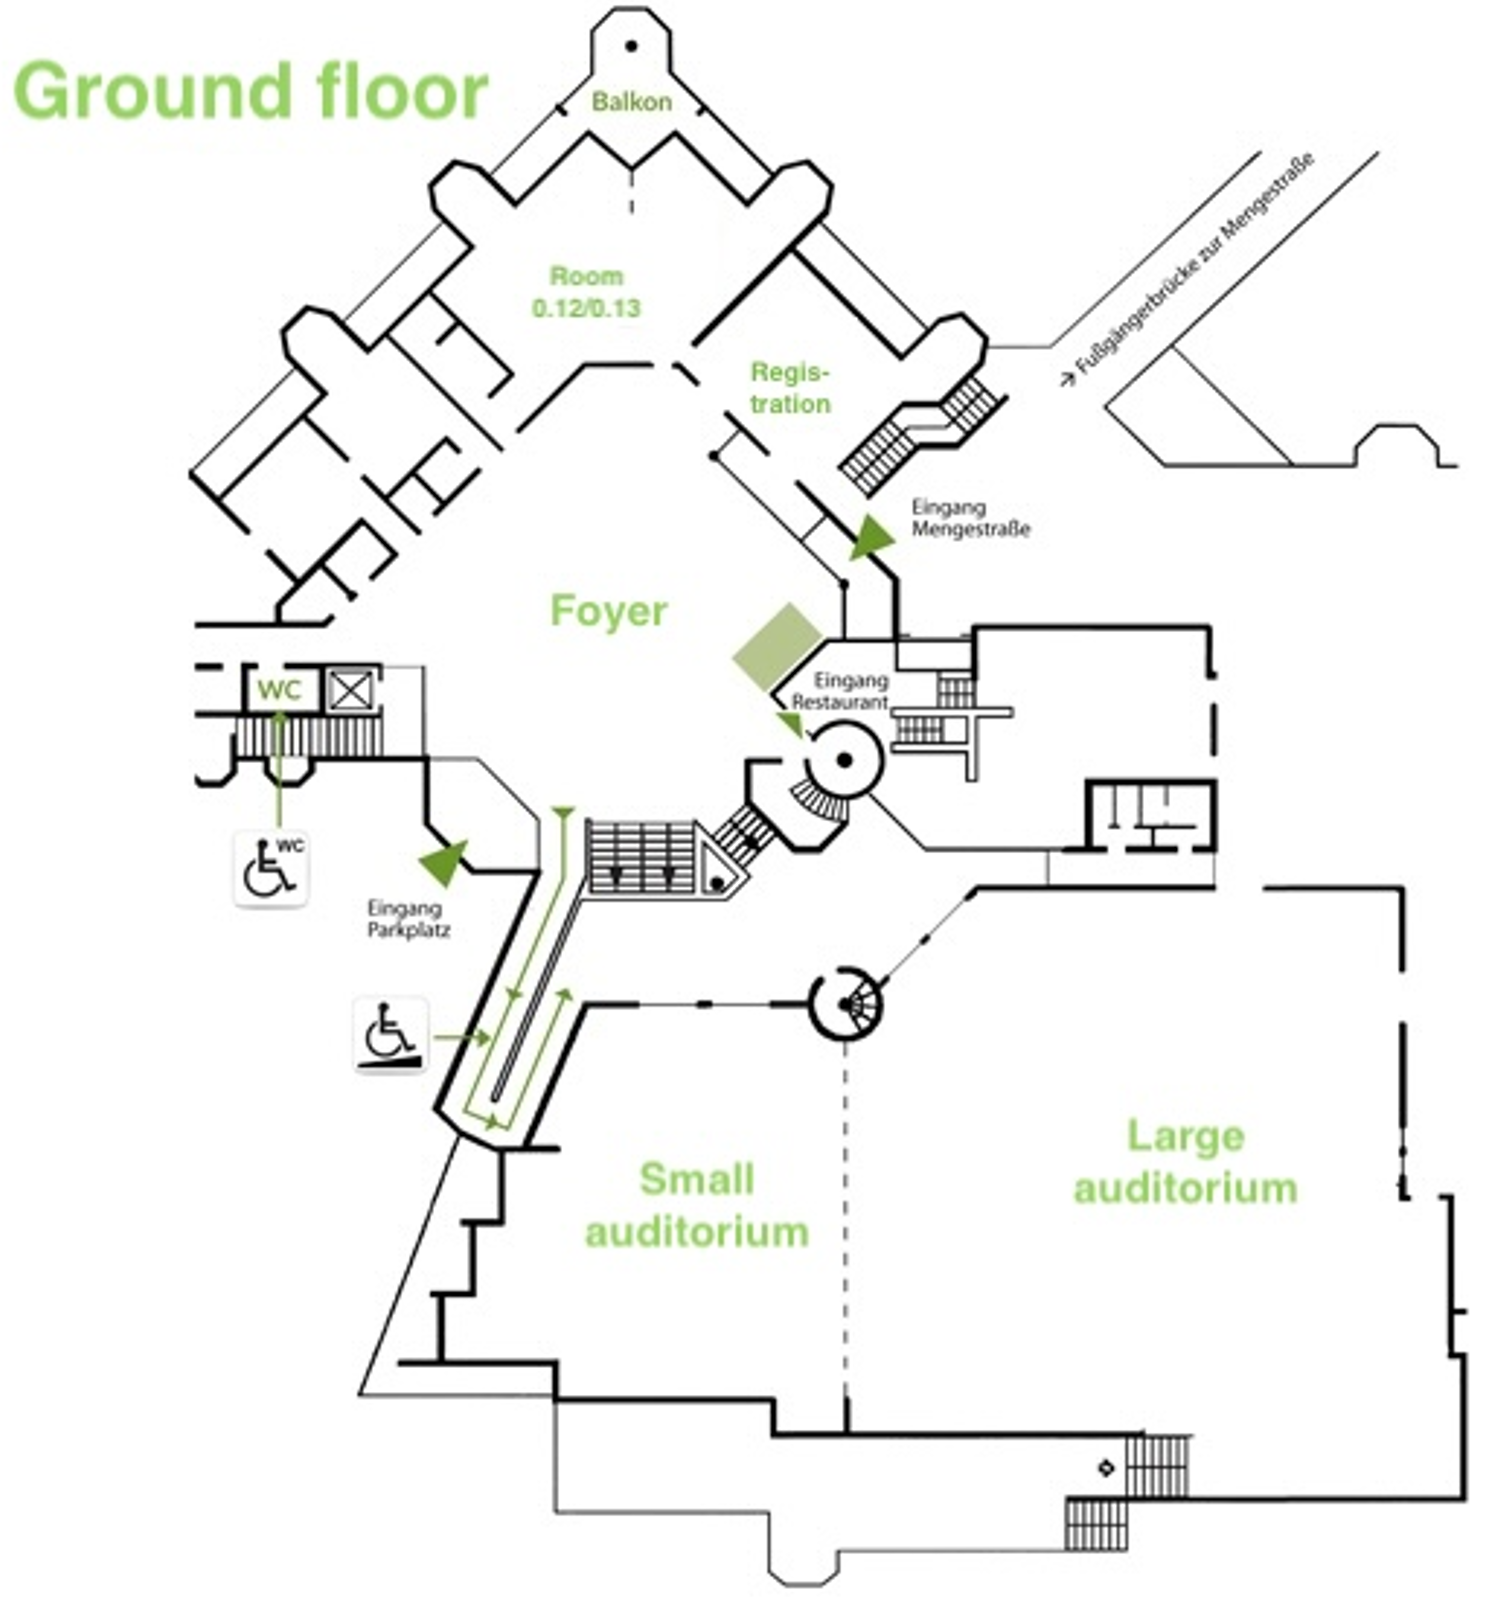 Ground floor
Balkon
→ Fußgängerbrücke zur Mengestraße
Room
0.12/0.13
Regis-
tration
Eingang
Mengestraße
Foyer
WC
Eingang
Restaurant
WC
Eingang
Parkplatz
Large
auditorium
Small
auditorium